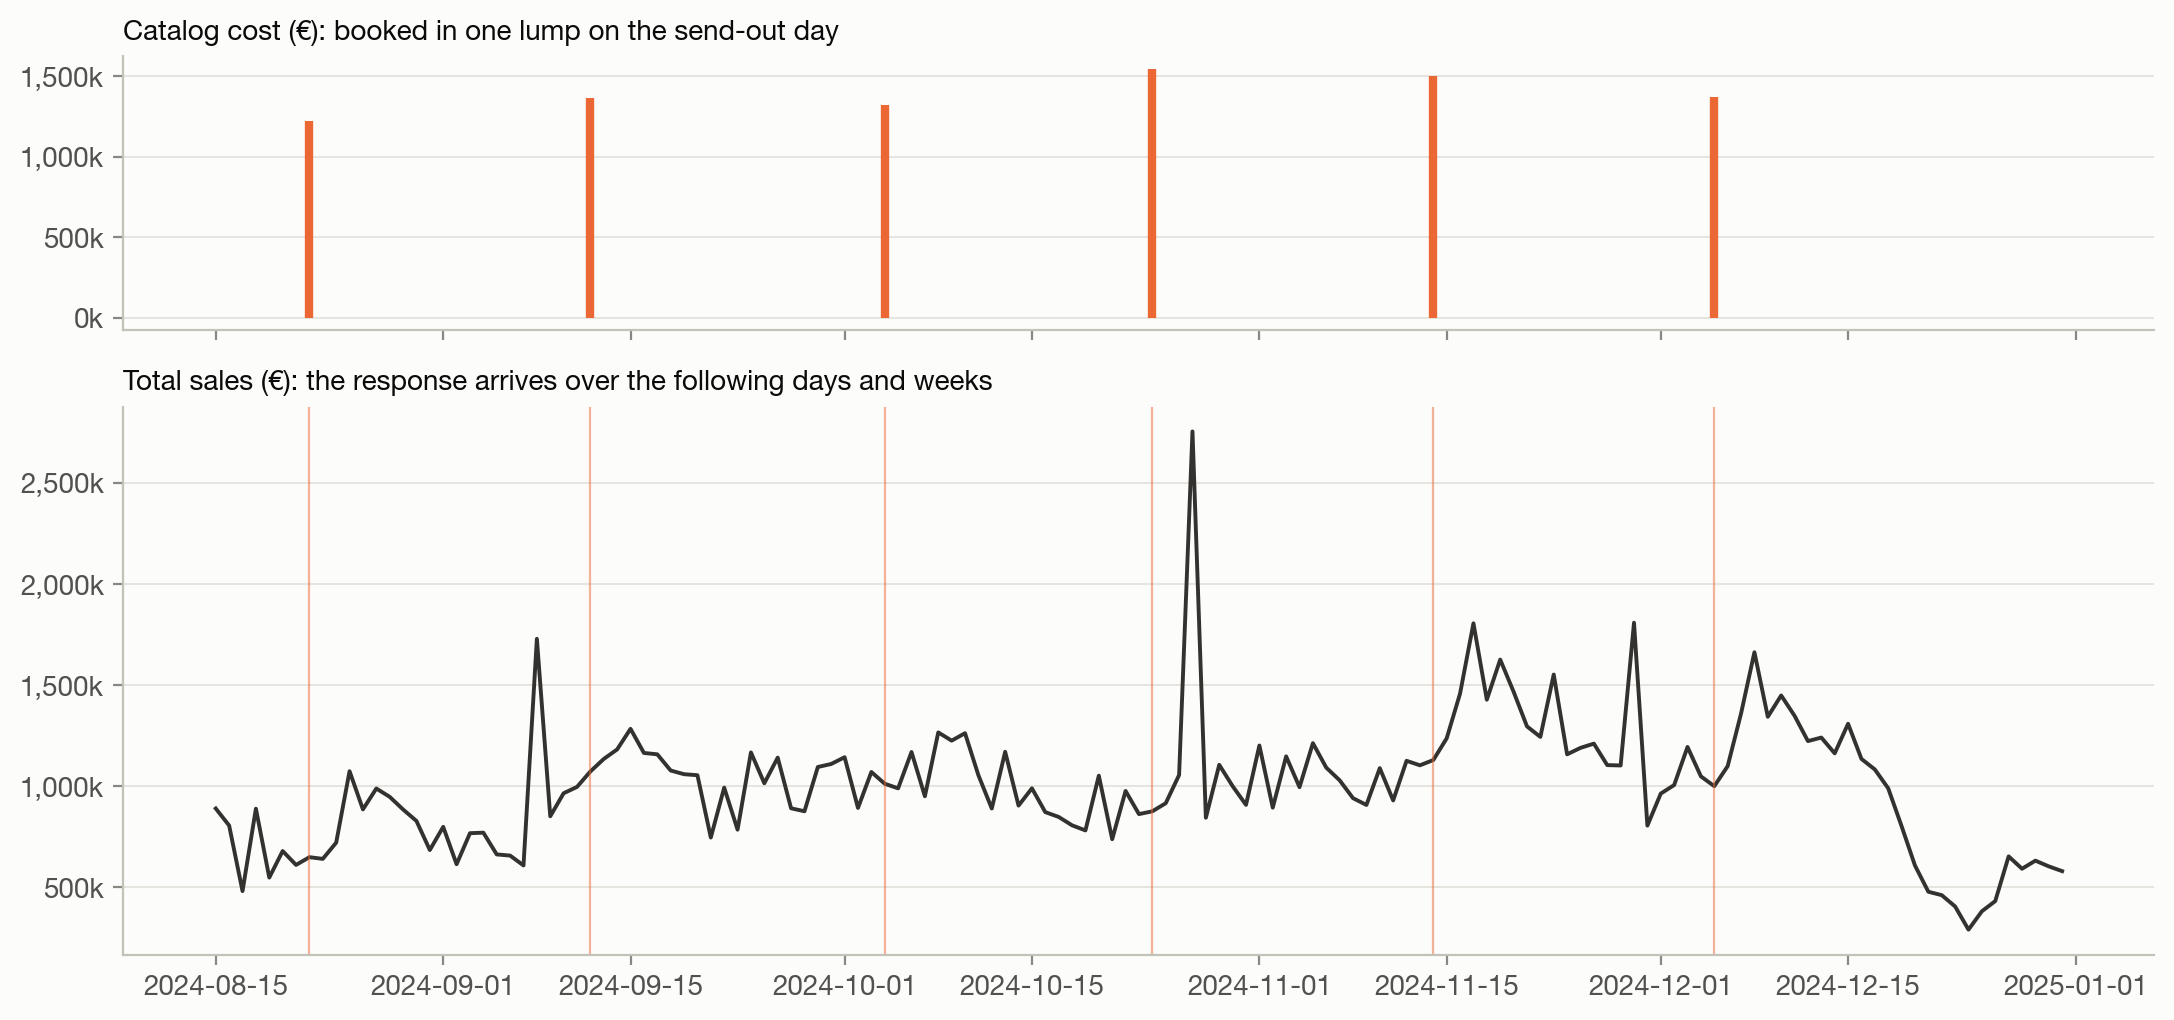 Catalog cost (€): booked in one lump on the send-out day
1,500k
1,000k
500k
0k
Total sales (€): the response arrives over the following days and weeks
2,500k
2,000k
1,500k
1,000k
500k
2024-08-15 2024-09-01 2024-09-15 2024-10-01 2024-10-15 2024-11-01 2024-11-15 2024-12-01 2024-12-15 2025-01-01